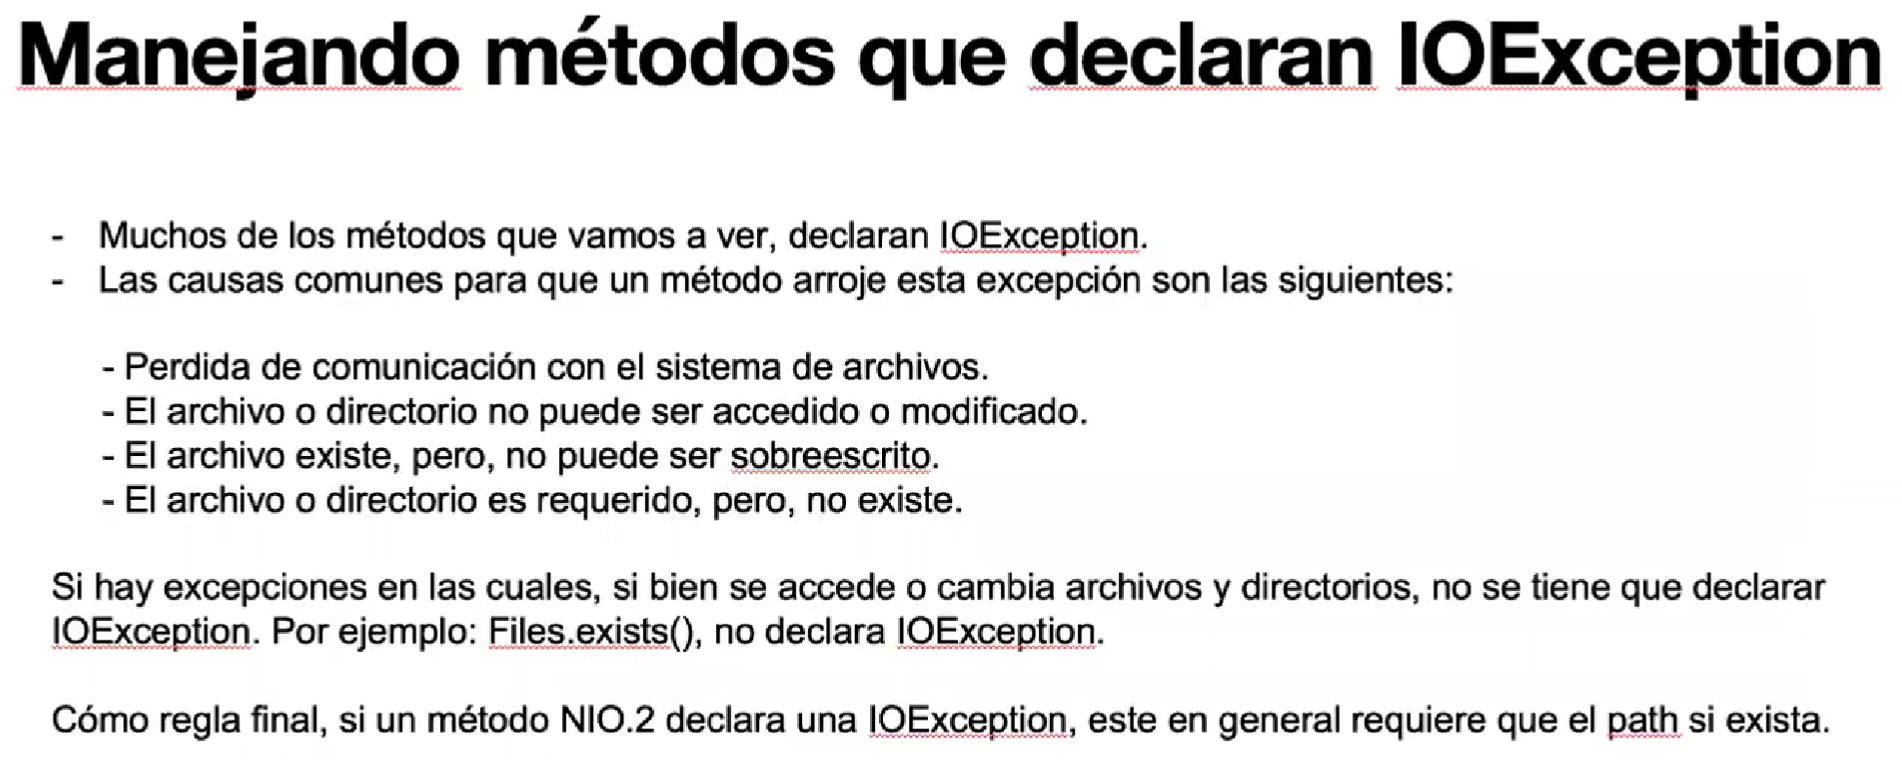 Manejando métodos que declaran IOException
- Muchos de los métodos que vamos a ver, declaran IOException.
- Las causas comunes para que un método arroje esta excepción son las siguientes:
- Perdida de comunicación con el sistema de archivos.
- El archivo o directorio no puede ser accedido o modificado.
- El archivo existe, pero, no puede ser sobreescrito.
- El archivo o directorio es requerido, pero, no existe.
Si hay excepciones en las cuales, si bien se accede o cambia archivos y directorios, no se tiene que declarar
IOException. Por ejemplo: Files.exists(), no declara IOException.
Cómo regla final, si un método NIO.2 declara una IOException, este en general requiere que el path si exista.